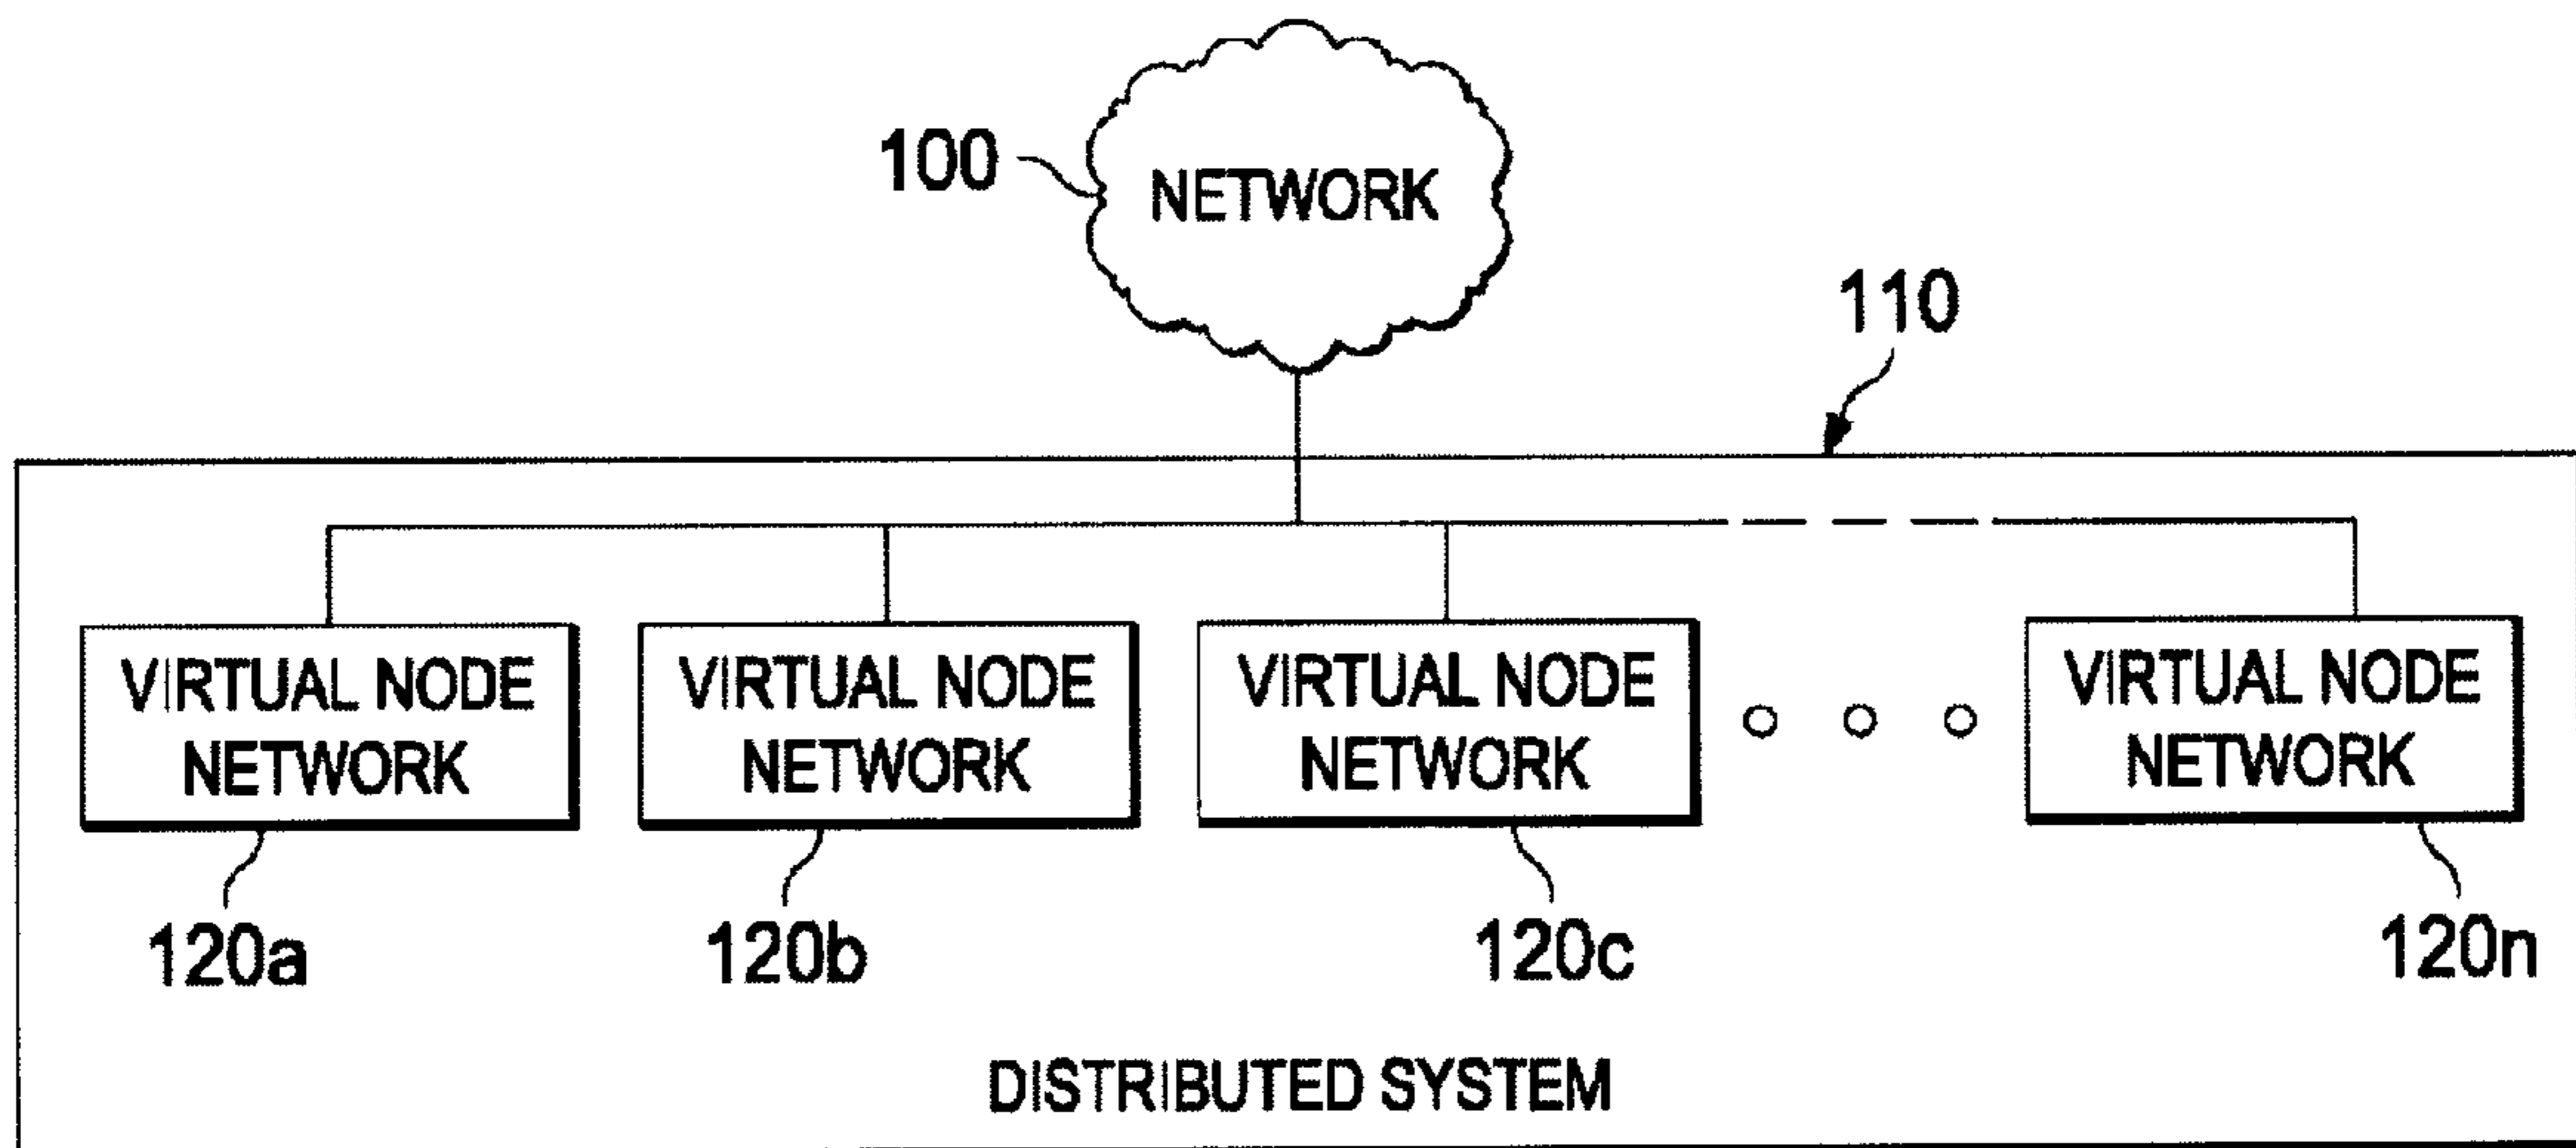 100
NETWORK
110
VIRTUAL NODE
NETWORK
VIRTUAL NODE
NETWORK
VIRTUAL NODE
NETWORK
VIRTUAL NODE
NETWORK
120a
120b
120c
120n
DISTRIBUTED SYSTEM